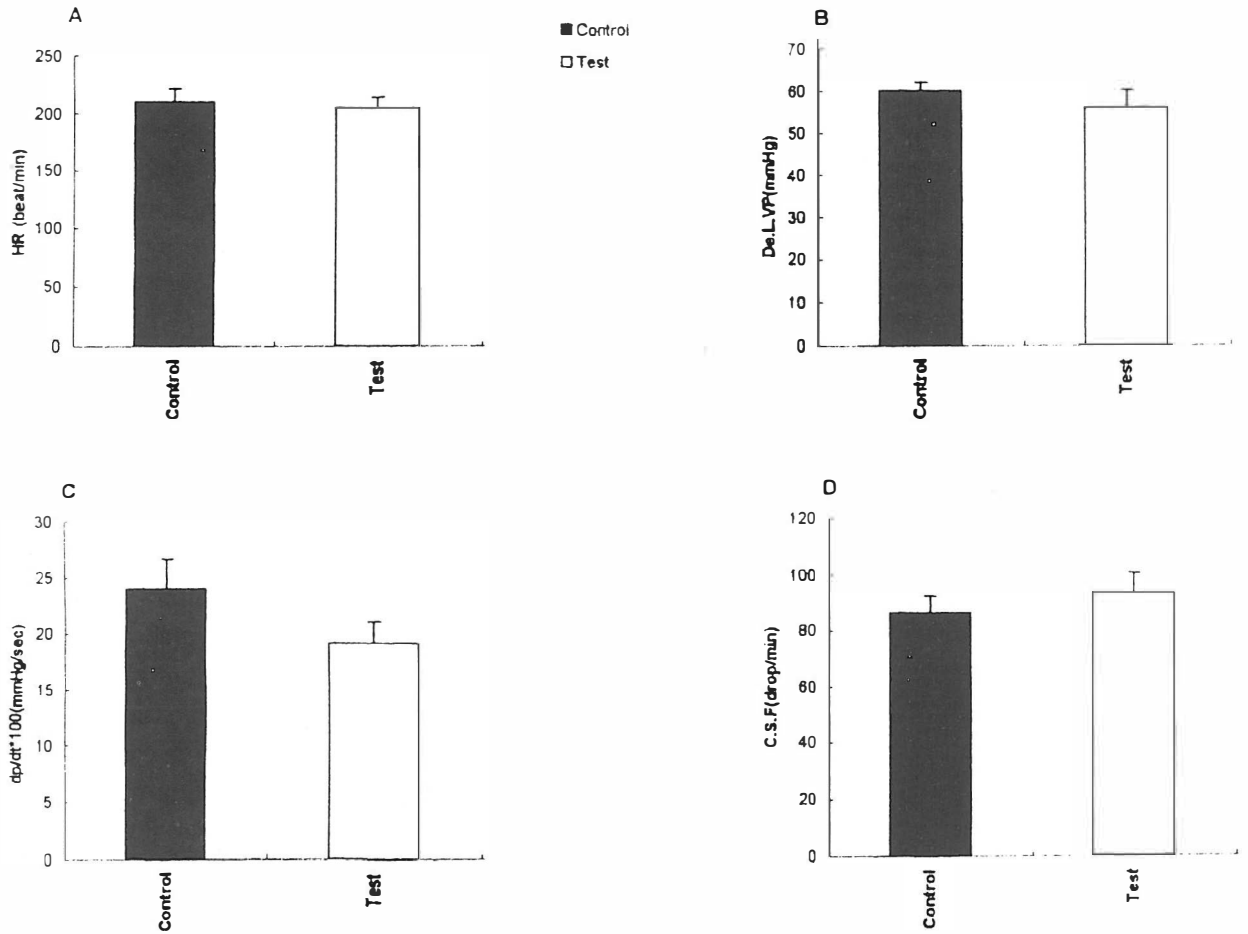 A
HR (beat/min)
250
200
150
100
50
0
Control
Test
Control
Test
B
De.L.VP(mmHg)
70
60
50
40
30
20
10
0
Control
Test
C
dp/dt*100(mmHg/sec)
30
25
20
15
10
5
0
Control
Test
D
C.S.F(drop/min)
120
100
80
60
40
20
0
Control
Test